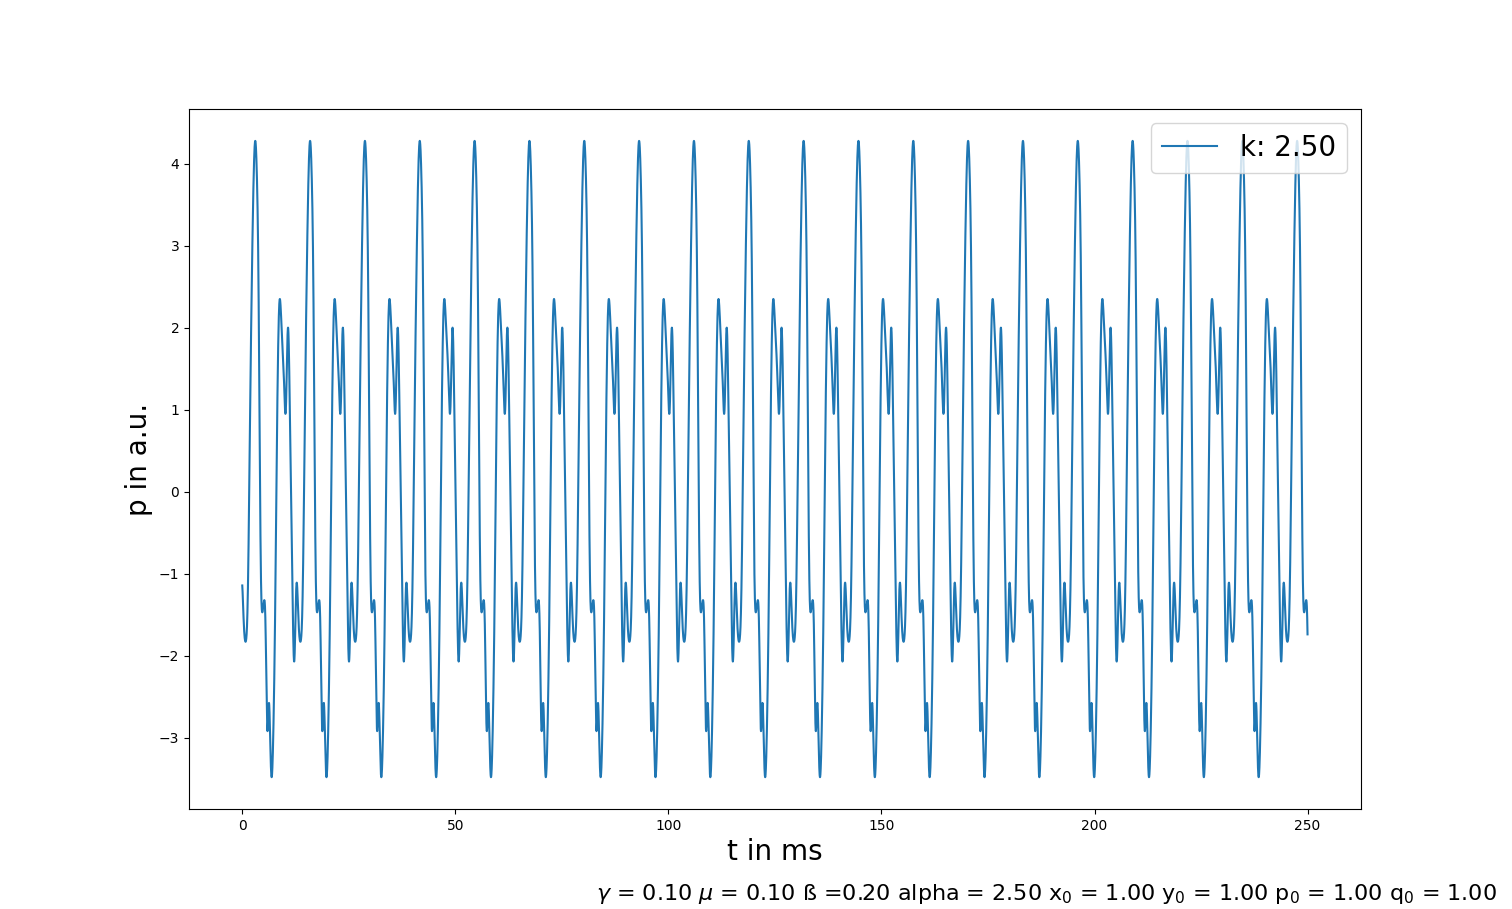 k: 2.50
4
3
2
1
0
−1
−2
−3
p in a.u.
0 50 100 150 200 250
t in ms
γ = 0.10 μ = 0.10 ß =0.20 alpha = 2.50 x₀ = 1.00 y₀ = 1.00 p₀ = 1.00 q₀ = 1.00